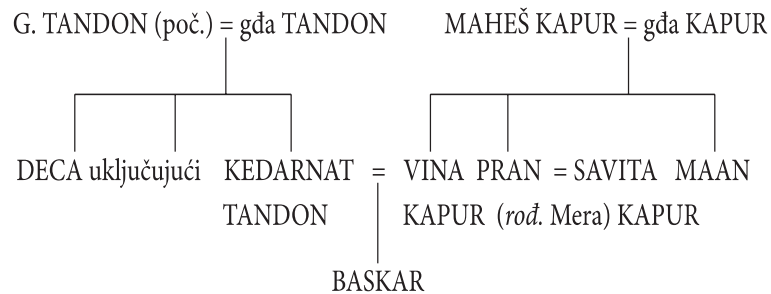 G. TANDON (poč.) = gđa TANDON MAHEŠ KAPUR = gđa KAPUR
DECA uključujući KEDARNAT = VINA PRAN = SAVITA MAAN
TANDON KAPUR (rođ. Mera) KAPUR
BASKAR